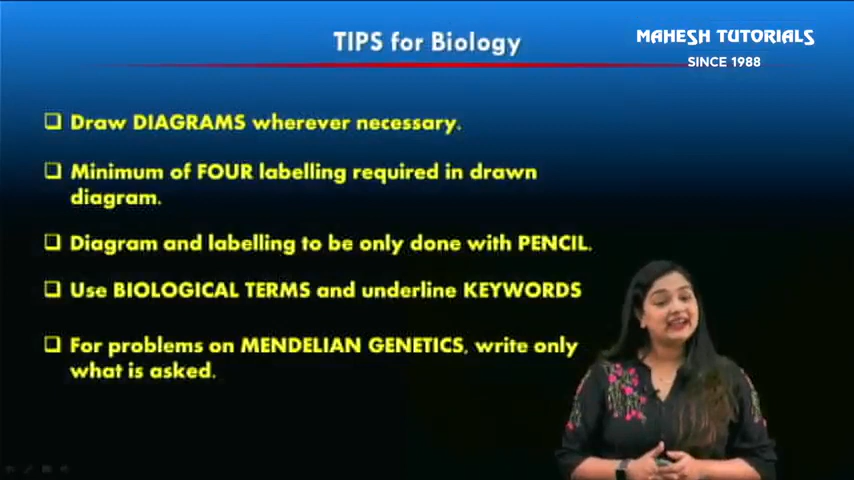 TIPS for Biology
MAHESH TUTORIALS
SINCE 1988
❑ Draw DIAGRAMS wherever necessary.
❑ Minimum of FOUR labelling required in drawn
diagram.
❑ Diagram and labelling to be only done with PENCIL.
❑ Use BIOLOGICAL TERMS and underline KEYWORDS
❑ For problems on MENDELIAN GENETICS, write only
what is asked.